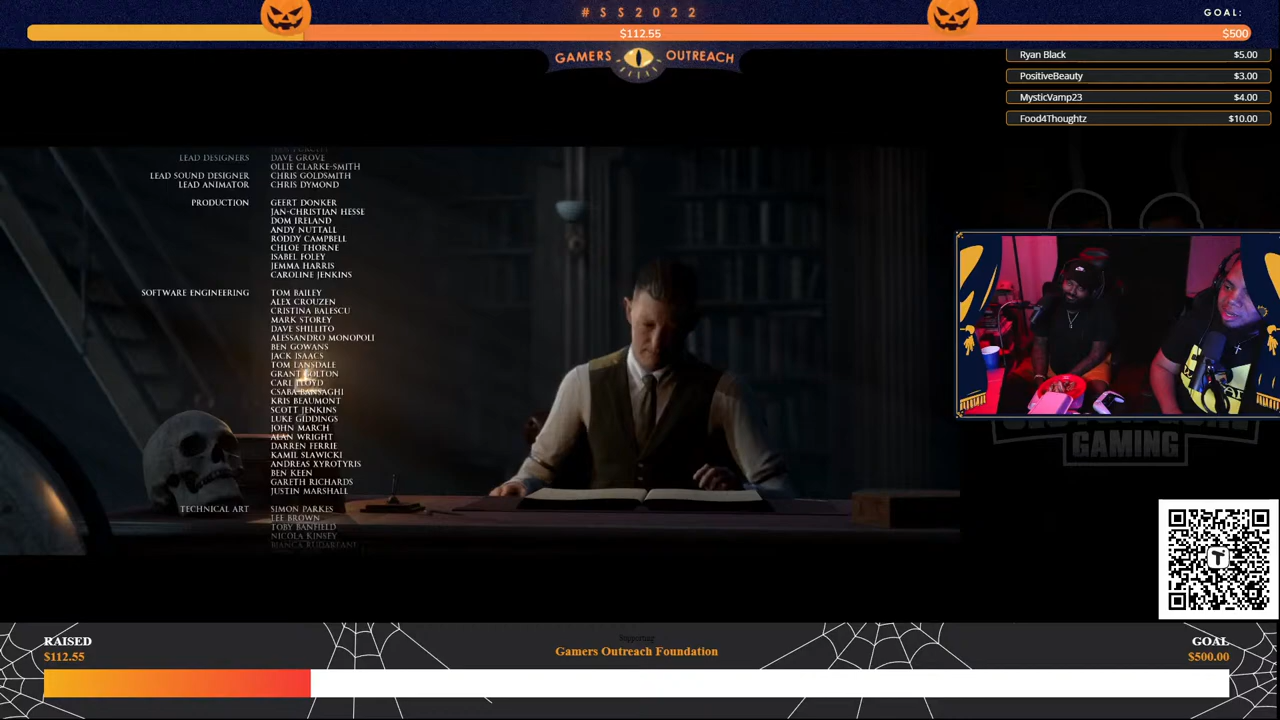 #SS2022
GOAL:
$112.55
$500
GAMERS OUTREACH
Ryan Black $5.00
PositiveBeauty $3.00
MysticVamp23 $4.00
Food4Thoughtz $10.00
LEAD DESIGNERS DAVE GROVE
OLLIE CLARKE-SMITH
LEAD SOUND DESIGNER CHRIS GOLDSMITH
LEAD ANIMATOR CHRIS DYMOND
PRODUCTION GEERT DONKER
JAN-CHRISTIAN HESSE
DOM IRELAND
ANDY NUTTALL
RODDY CAMPBELL
CHLOE THORNE
ISABEL FOLEY
JEMMA HARRIS
CAROLINE JENKINS
SOFTWARE ENGINEERING TOM BAILEY
ALEX CROUZEN
CRISTINA BALESCU
MARK STOREY
DAVE SHILLITO
ALESSANDRO MONOPOLI
BEN GOWANS
JACK ISAACS
TOM LANSDALE
GRANT BOLTON
CARL LLOYD
CSABA
KRIS BEAUMONT
SCOTT JENKINS
LUKE GIDDINGS
JOHN MARCH
ALAN WRIGHT
DARREN FERRIE
KAMIL SLAWICKI
ANDREAS XYROTYRIS
BEN KEEN
GARETH RICHARDS
JUSTIN MARSHALL
TECHNICAL ART SIMON PARKES
LEE BROWN
TOBY BANFIELD
NICOLA KINSEY
GAMING
RAISED
$112.55
Supporting
Gamers Outreach Foundation
GOAL
$500.00